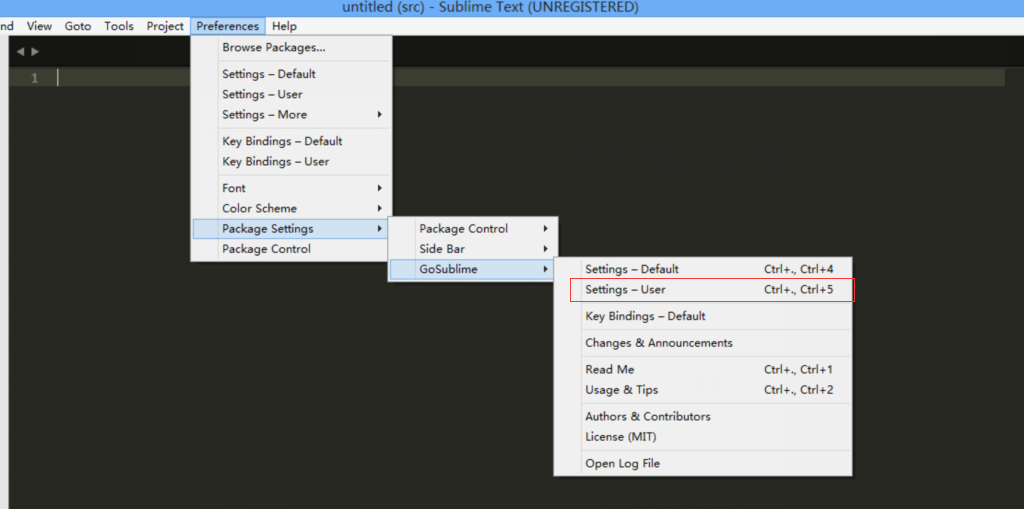 untitled (src) - Sublime Text (UNREGISTERED)
nd View Goto Tools Project Preferences Help
1
Browse Packages...
Settings – Default
Settings – User
Settings – More
Key Bindings – Default
Key Bindings – User
Font
Color Scheme
Package Settings
Package Control
Package Control
Side Bar
GoSublime
Settings – Default Ctrl+., Ctrl+4
Settings – User Ctrl+., Ctrl+5
Key Bindings – Default
Changes & Announcements
Read Me Ctrl+., Ctrl+1
Usage & Tips Ctrl+., Ctrl+2
Authors & Contributors
License (MIT)
Open Log File